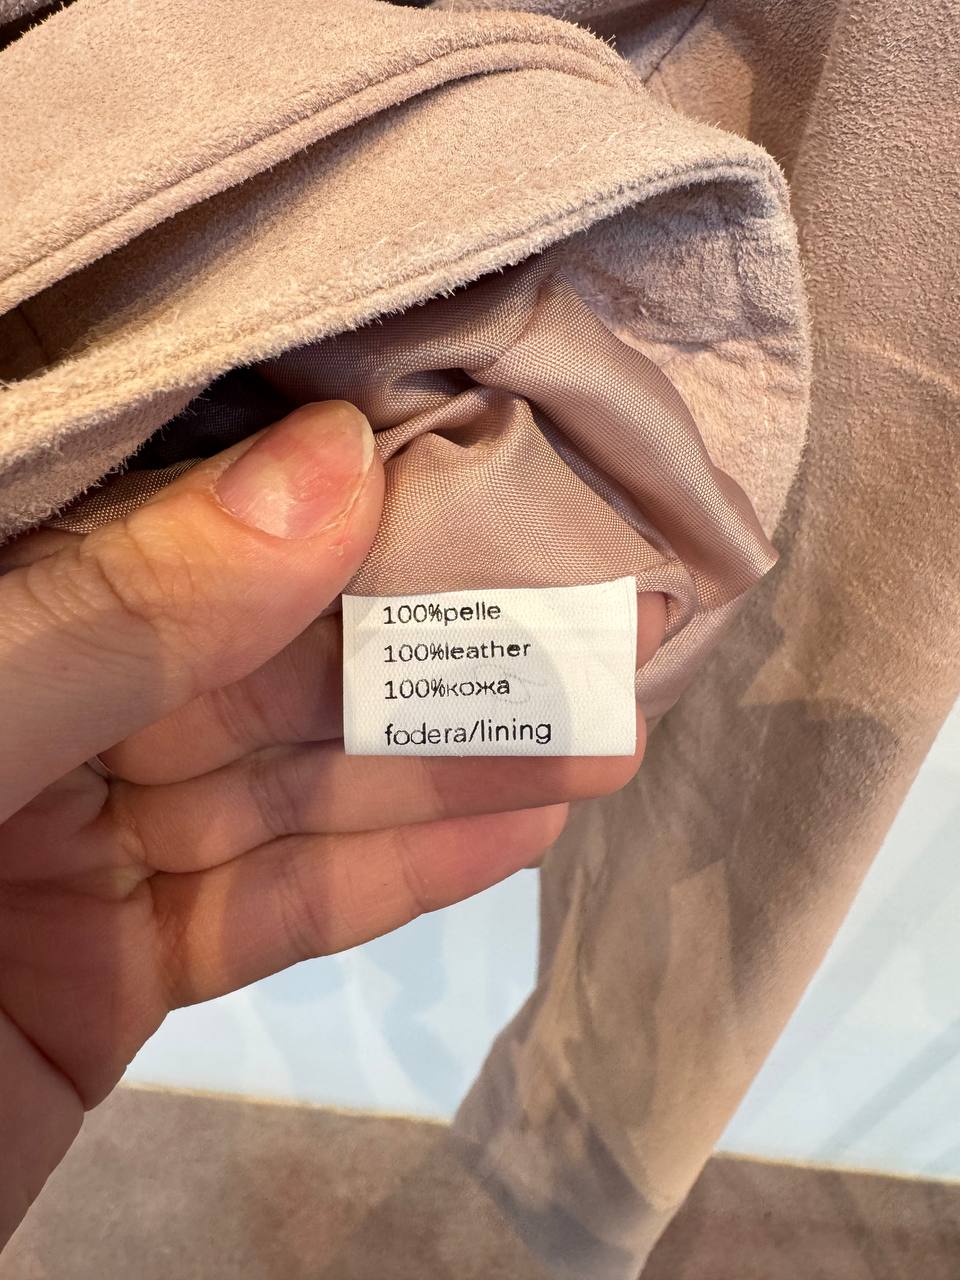 100%pelle
100%leather
100%кожа
fodera/lining